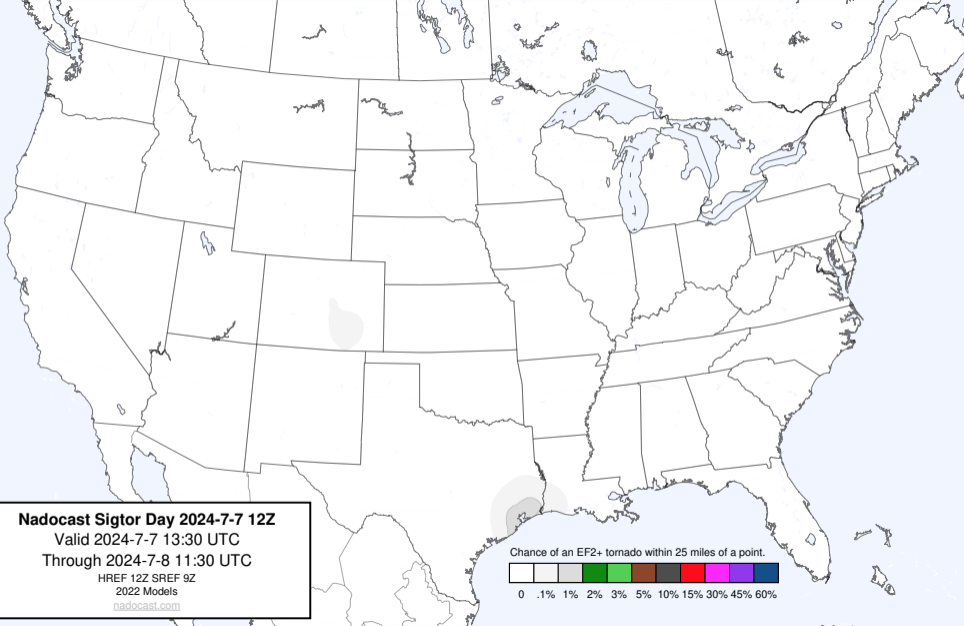 Nadocast Sigtor Day 2024-7-7 12Z
Valid 2024-7-7 13:30 UTC
Through 2024-7-8 11:30 UTC
HREF 12Z SREF 9Z
2022 Models
nadocast.com
Chance of an EF2+ tornado within 25 miles of a point.
0 .1% 1% 2% 3% 5% 10% 15% 30% 45% 60%